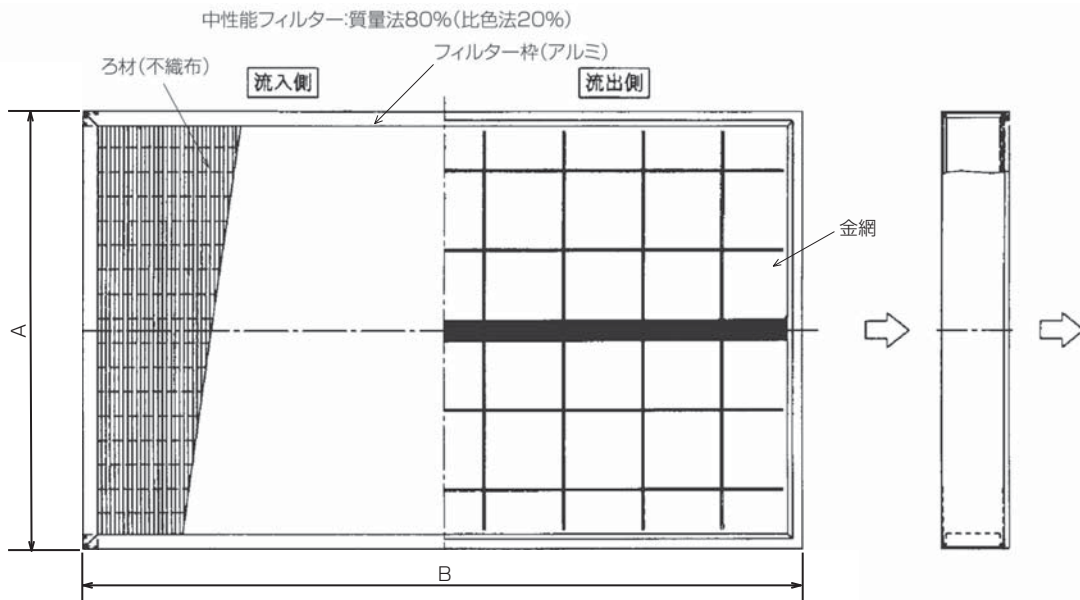 中性能フィルター:質量法80%(比色法20%)
フィルター枠(アルミ)
ろ材(不織布)
流入側
流出側
金網
A
B